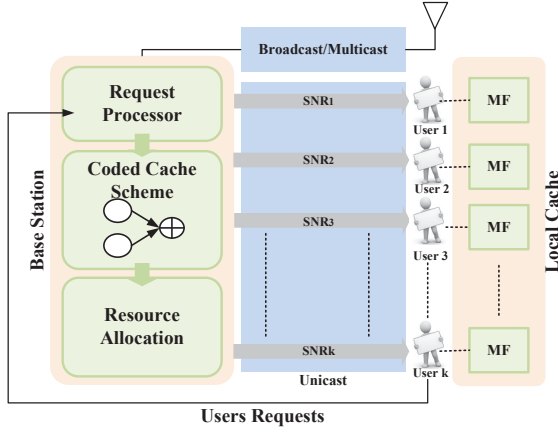 Broadcast/Multicast
Request
Processor
Coded Cache
Scheme
Resource
Allocation
Base Station
SNR1
SNR2
SNR3
SNRk
Unicast
User 1
User 2
User 3
User k
MF
MF
MF
MF
Local Cache
Users Requests